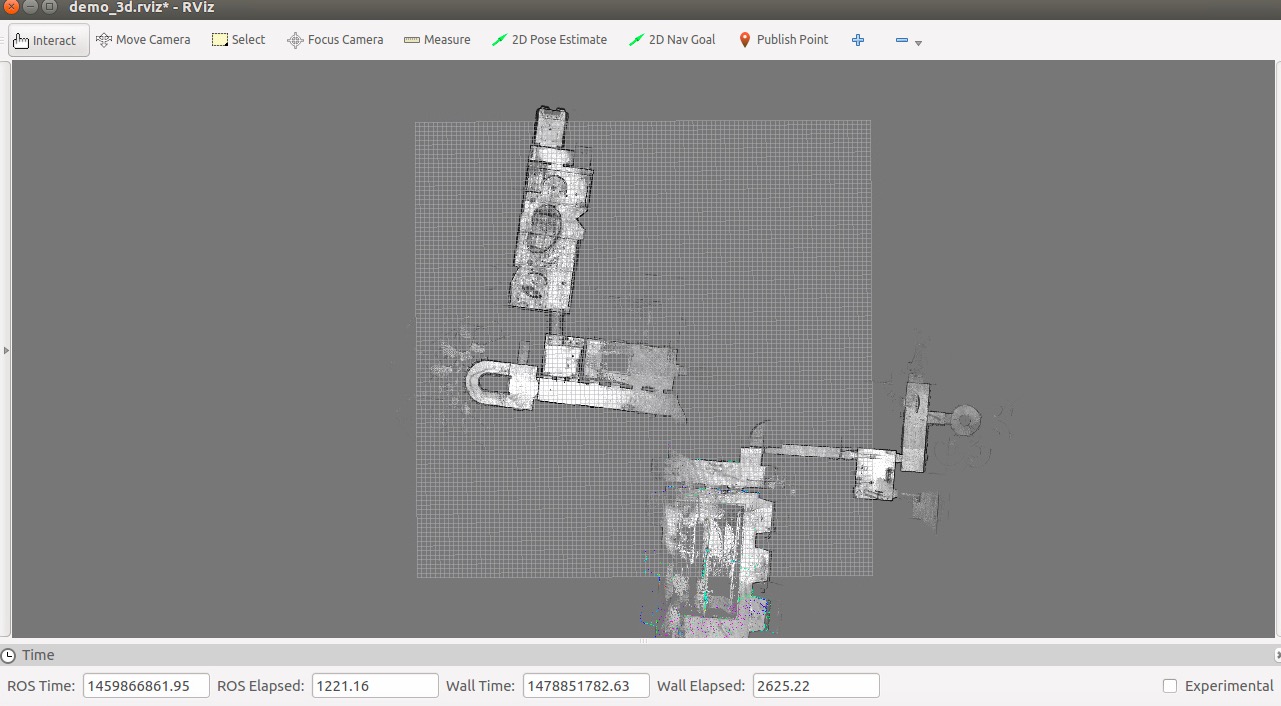 demo_3d.rviz* - RViz
Interact Move Camera Select Focus Camera Measure 2D Pose Estimate 2D Nav Goal Publish Point
Time
ROS Time: 1459866861.95 ROS Elapsed: 1221.16 Wall Time: 1478851782.63 Wall Elapsed: 2625.22 Experimental